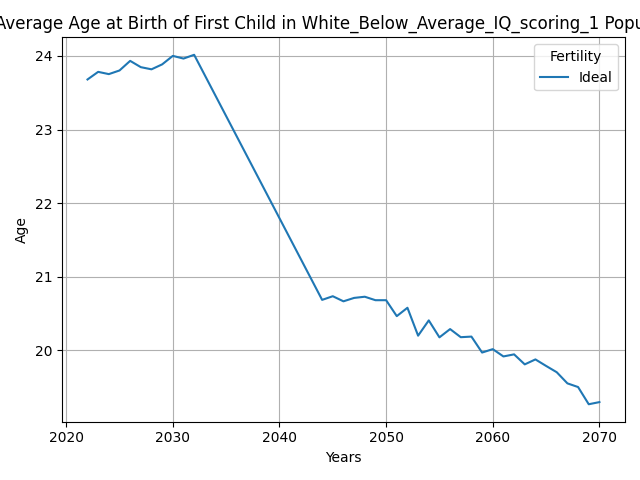 Average Age at Birth of First Child in White_Below_Average_IQ_scoring_1
Fertility
Ideal
24
23
22
21
20
Age
2020 2030 2040 2050 2060 2070
Years